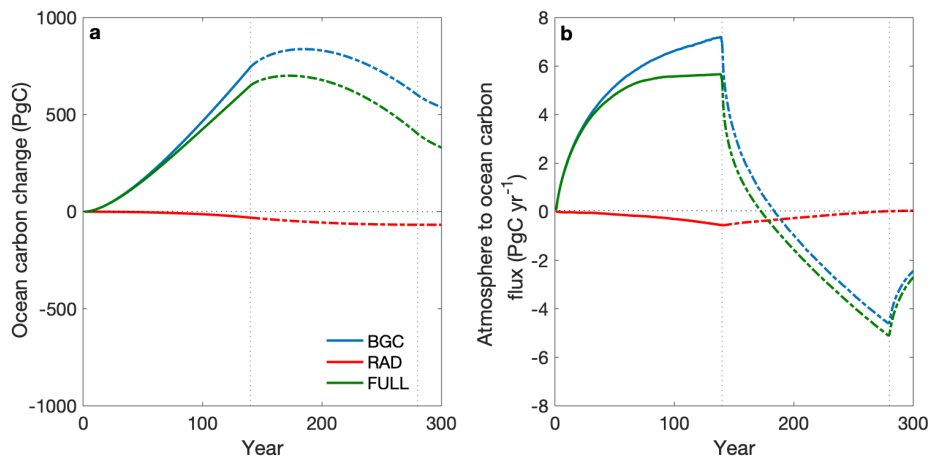 a
1000
500
0
-500
-1000
Ocean carbon change (PgC)
0
100
200
300
Year
BGC
RAD
FULL
b
8
6
4
2
0
-2
-4
-6
-8
Atmosphere to ocean carbon
flux (PgC yr⁻¹)
0
100
200
300
Year